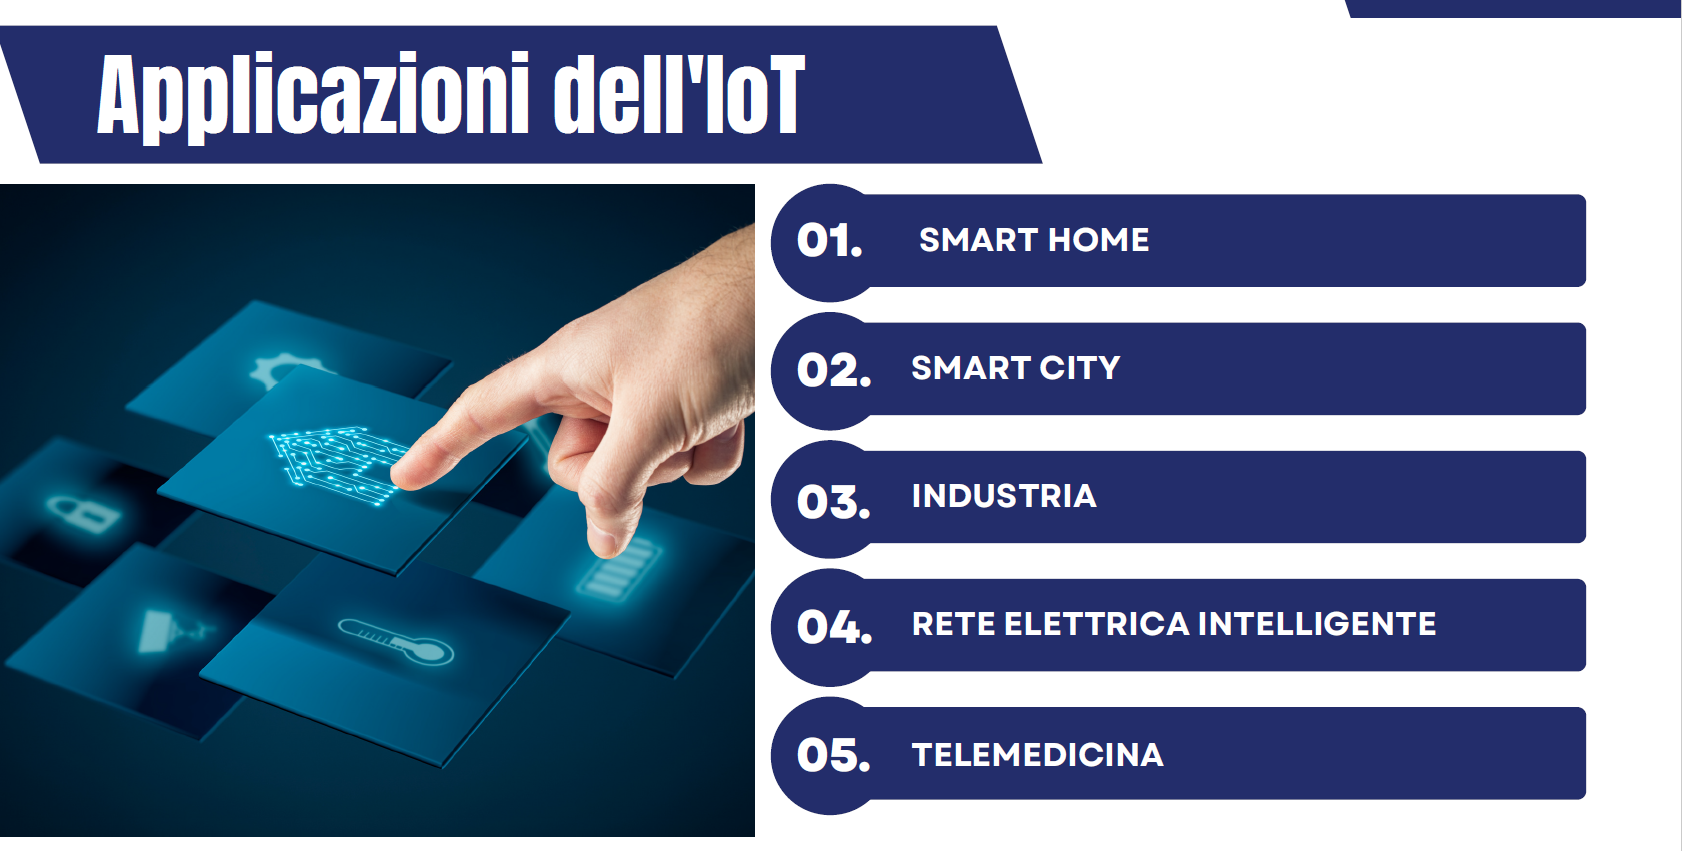 Applicazioni dell'IoT
01. SMART HOME
02. SMART CITY
03. INDUSTRIA
04. RETE ELETTRICA INTELLIGENTE
05. TELEMEDICINA